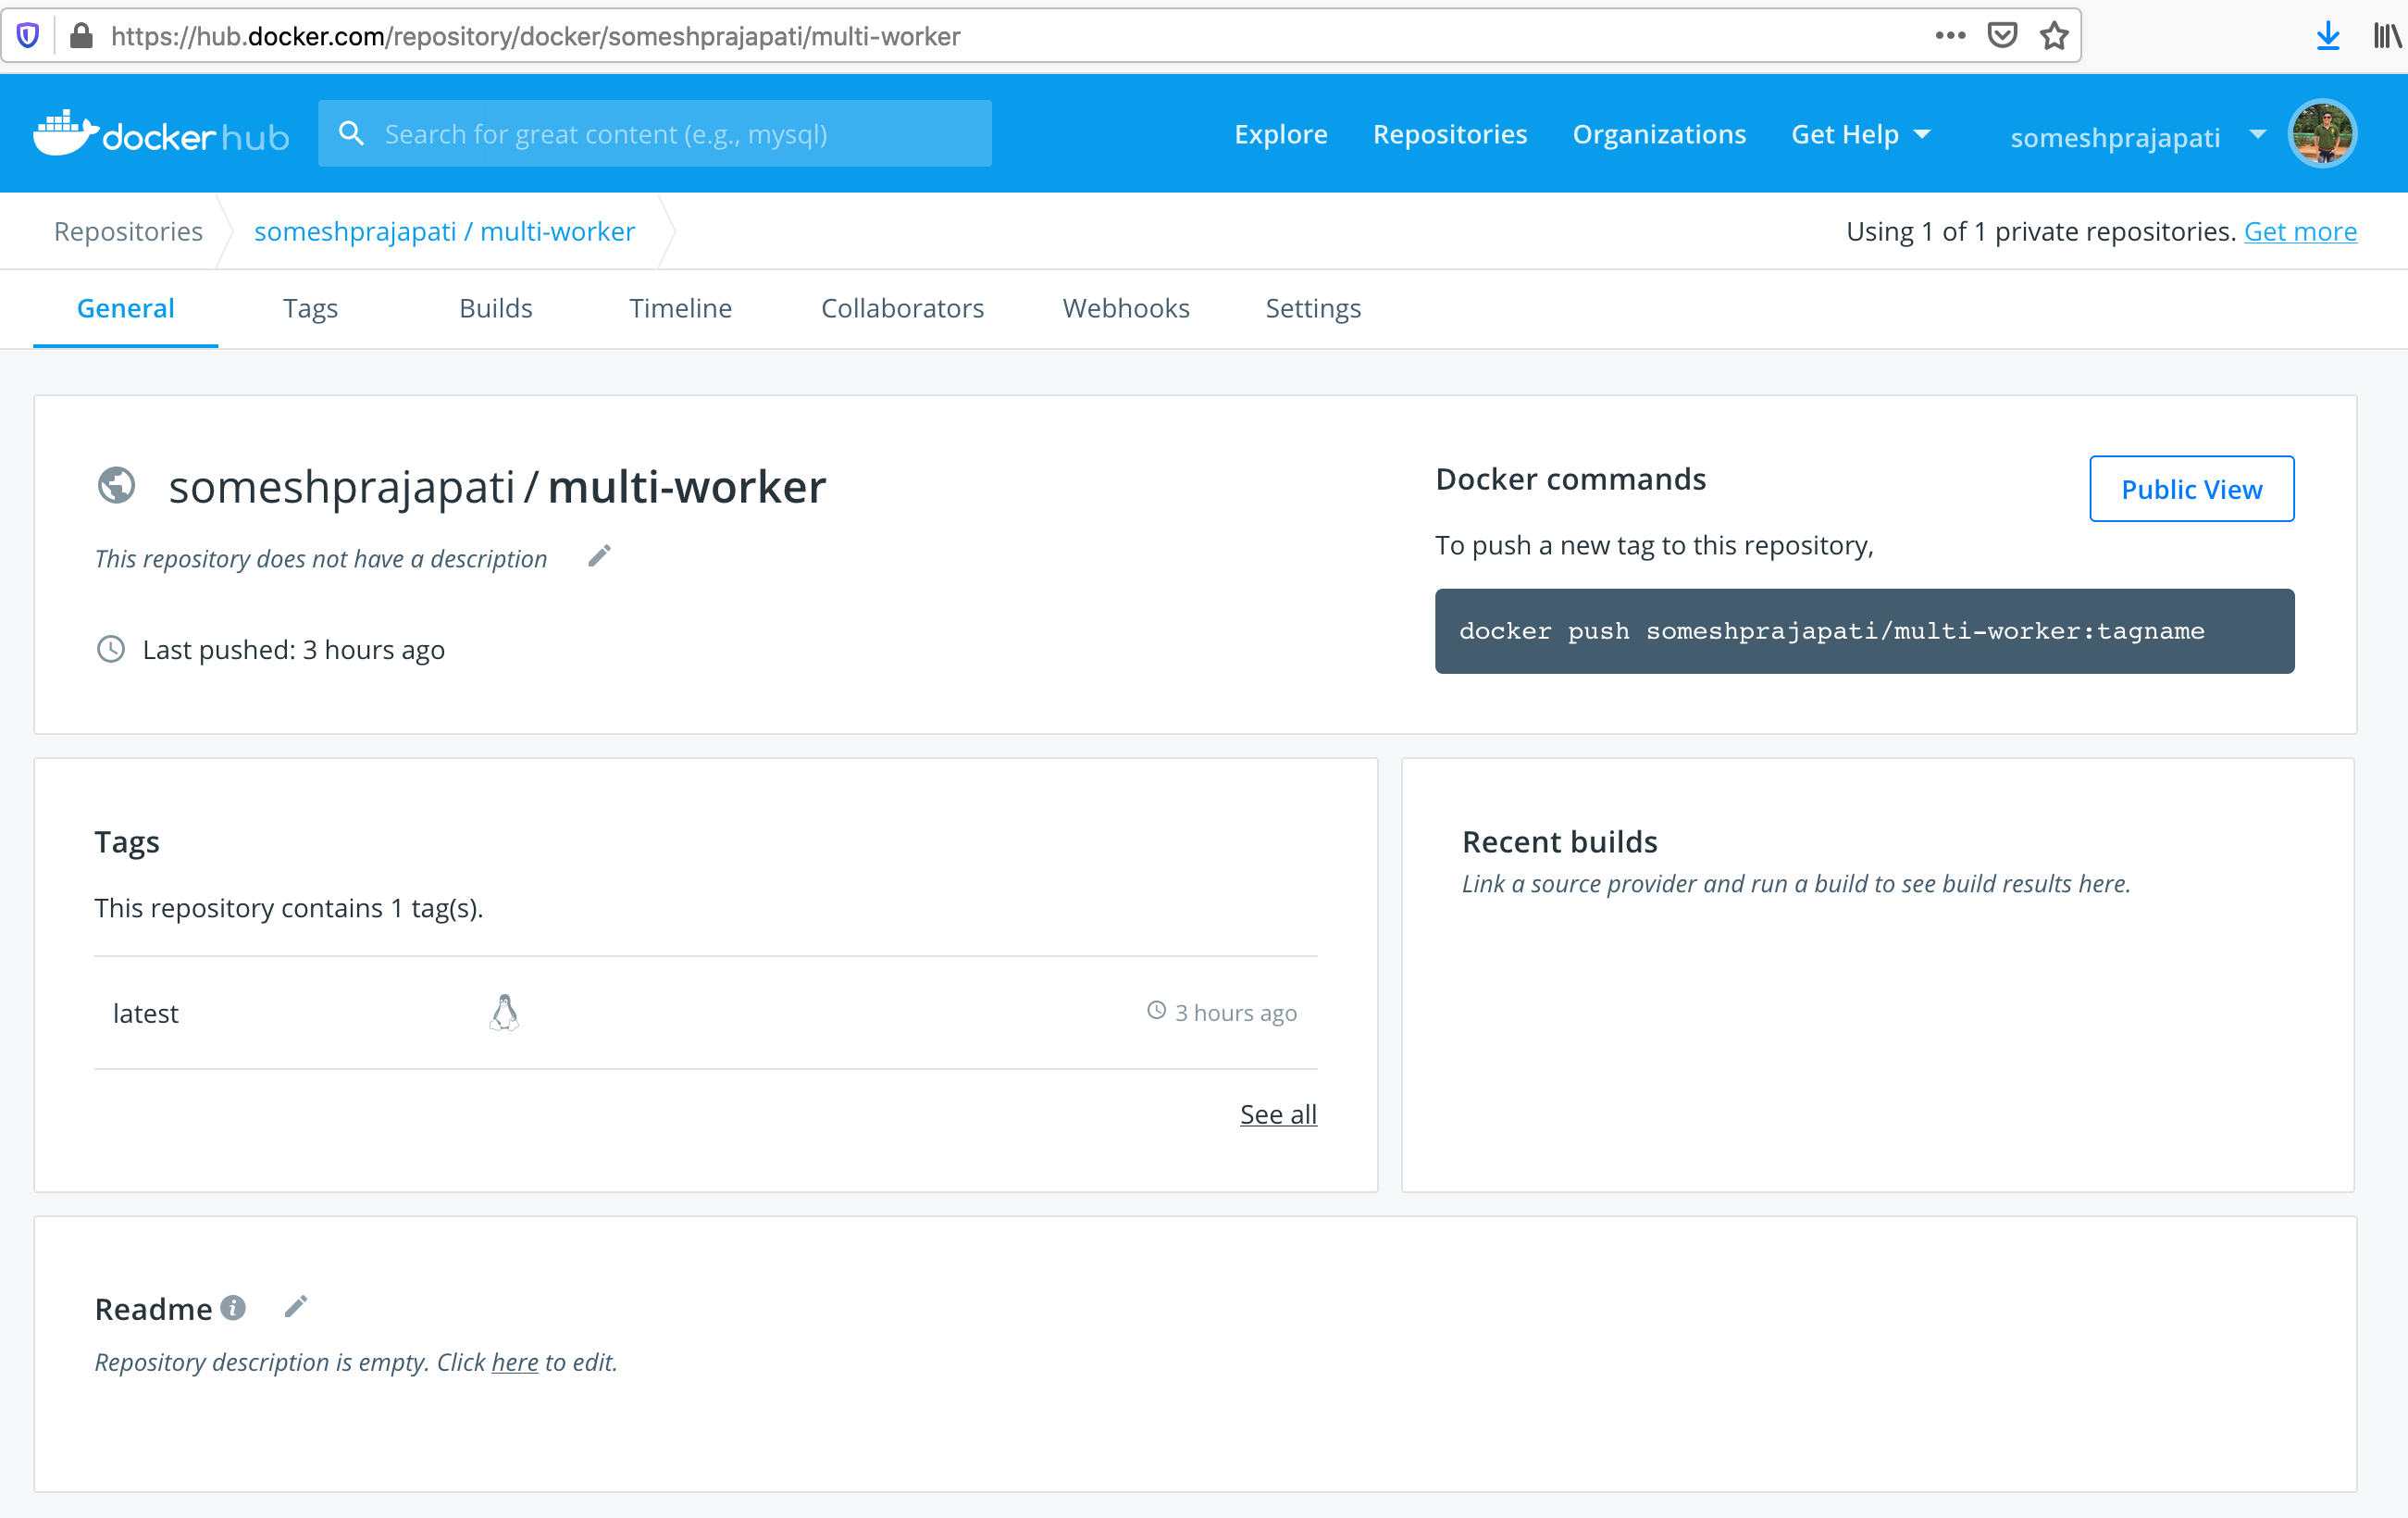 https://hub.docker.com/repository/docker/someshprajapati/multi-worker
docker hub
Search for great content (e.g., mysql)
Explore
Repositories
Organizations
Get Help
someshprajapati
Repositories
someshprajapati / multi-worker
Using 1 of 1 private repositories. Get more
General
Tags
Builds
Timeline
Collaborators
Webhooks
Settings
someshprajapati / multi-worker
This repository does not have a description
Last pushed: 3 hours ago
Docker commands
Public View
To push a new tag to this repository,
docker push someshprajapati/multi-worker:tagname
Tags
This repository contains 1 tag(s).
latest
3 hours ago
See all
Recent builds
Link a source provider and run a build to see build results here.
Readme
Repository description is empty. Click here to edit.